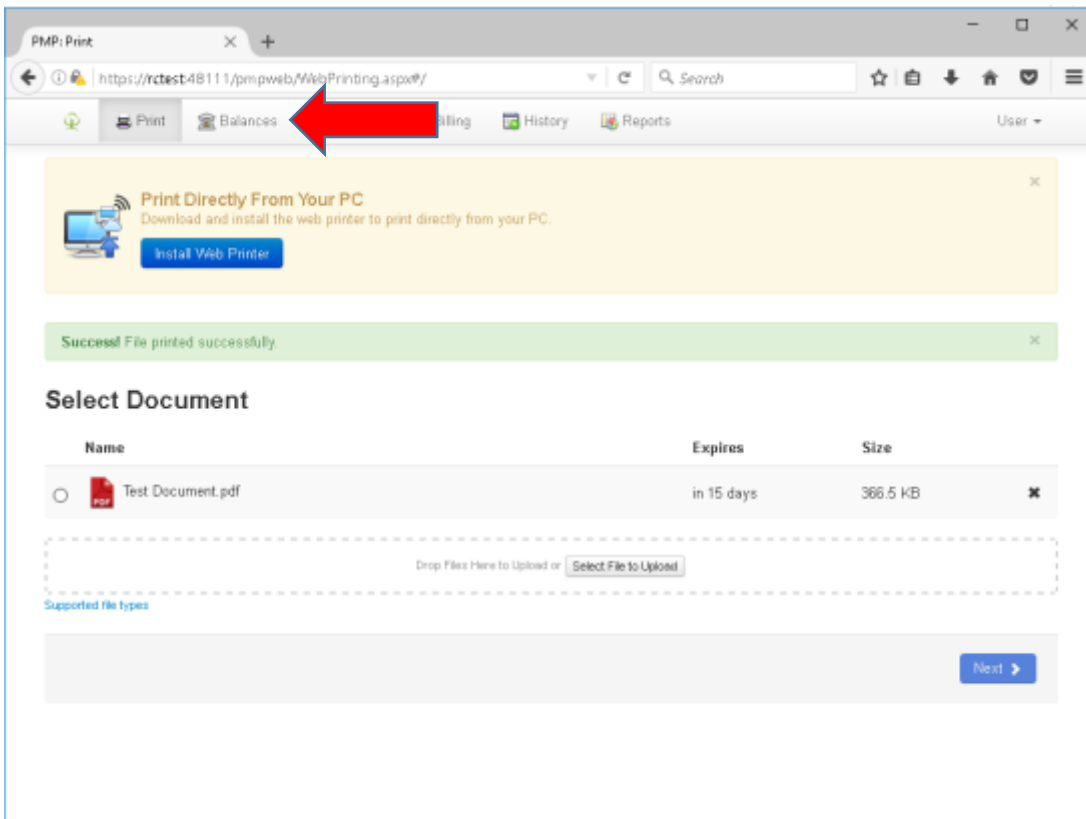 PMP: Print
https://rctest:48111/pmpweb/WebPrinting.aspx#/
Search
Print Balances History Reports User
Print Directly From Your PC
Download and install the web printer to print directly from your PC.
Install Web Printer
Success! File printed successfully.
Select Document
Name Expires Size
PDF Test Document.pdf in 15 days 366.5 KB
Drop Files Here to Upload or Select File to Upload
Supported file types
Next